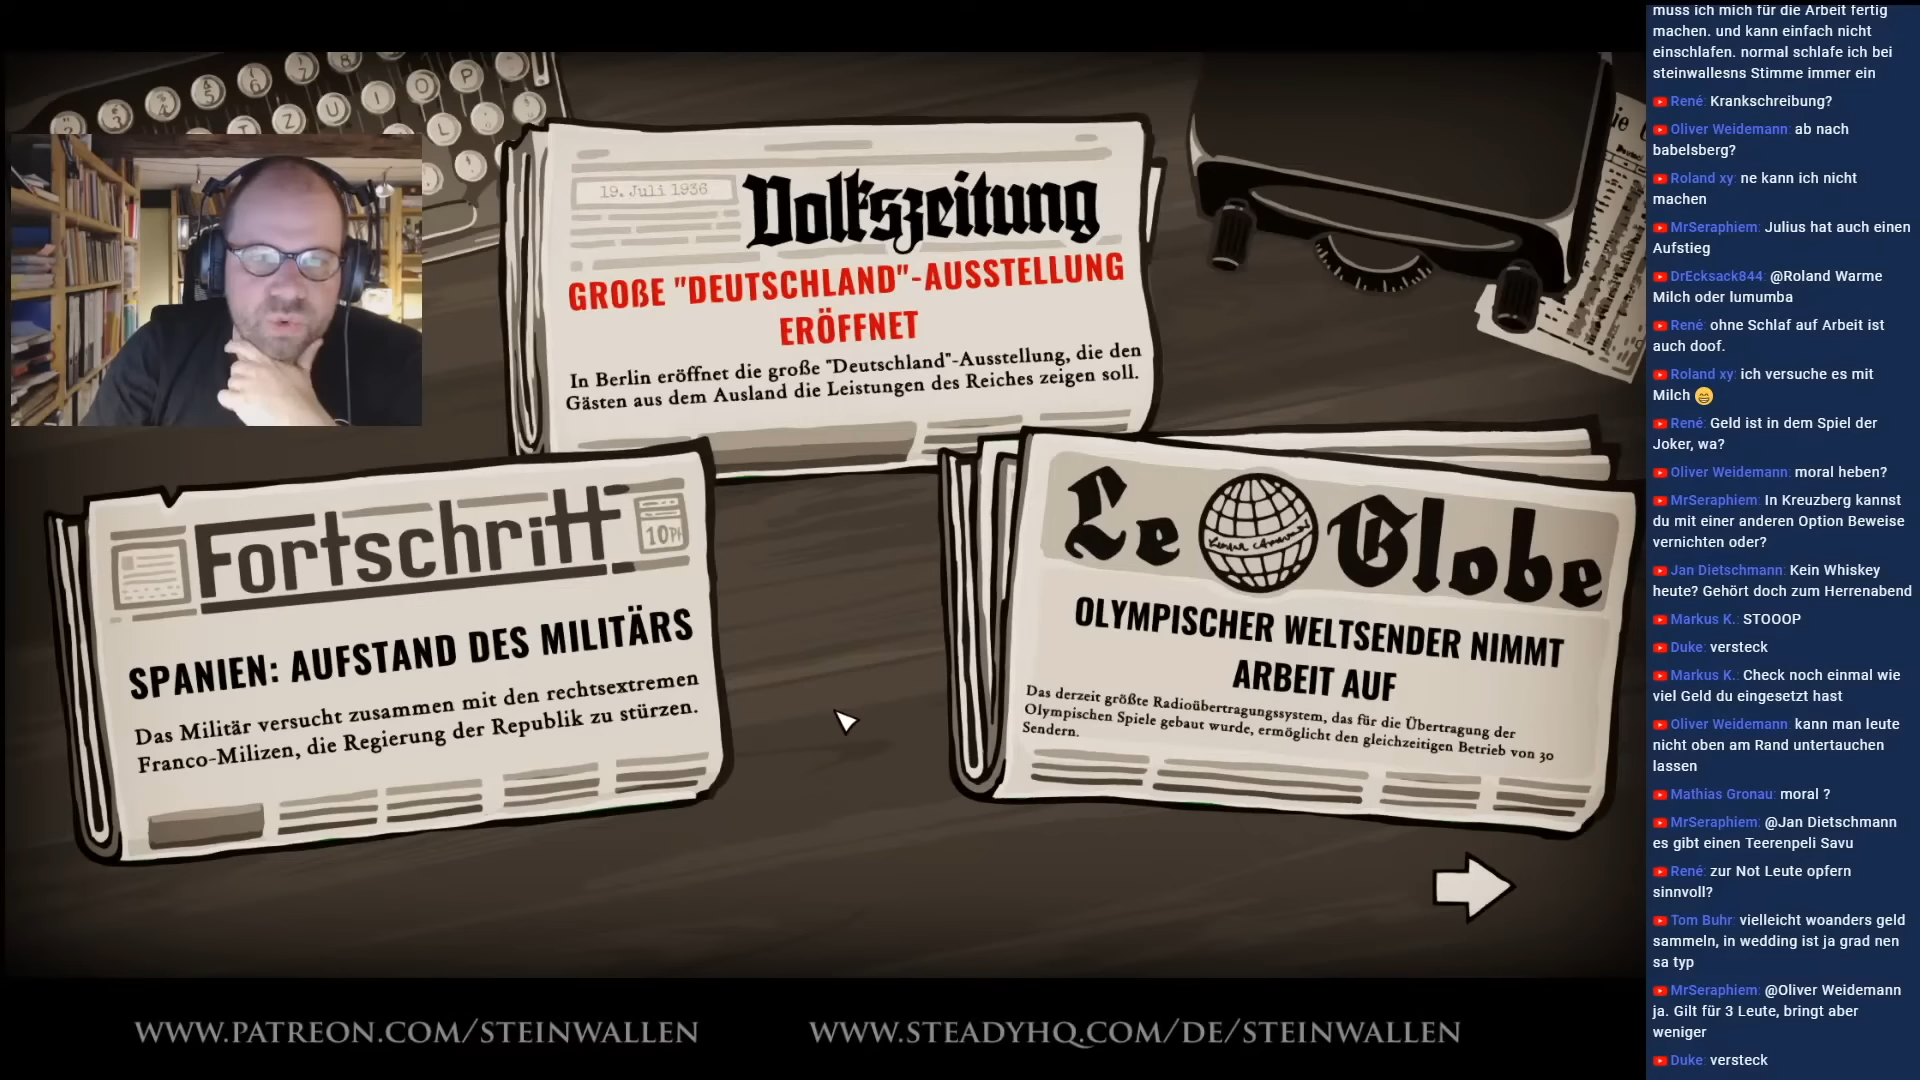 19. Juli 1936
Volkszeitung
GROßE "DEUTSCHLAND"-AUSSTELLUNG
ERÖFFNET
In Berlin eröffnet die große "Deutschland"-Ausstellung, die den
Gästen aus dem Ausland die Leistungen des Reiches zeigen soll.
Fortschritt
10Pf
SPANIEN: AUFSTAND DES MILITÄRS
Das Militär versucht zusammen mit den rechtsextremen
Franco-Milizen, die Regierung der Republik zu stürzen.
Le Globe
OLYMPISCHER WELTSENDER NIMMT
ARBEIT AUF
Das derzeit größte Radioübertragungssystem, das für die Übertragung der
Olympischen Spiele gebaut wurde, ermöglicht den gleichzeitigen Betrieb von 30
Sendern.
WWW.PATREON.COM/STEINWALLEN
WWW.STEADYHQ.COM/DE/STEINWALLEN
muss ich mich für die Arbeit fertig
machen. und kann einfach nicht
einschlafen. normal schlafe ich bei
steinwallesns Stimme immer ein
René: Krankschreibung?
Oliver Weidemann: ab nach
babelsberg?
Roland xy: ne kann ich nicht
machen
MrSeraphiem: Julius hat auch einen
Aufstieg
DrEcksack844: @Roland Warme
Milch oder lumumba
René: ohne Schlaf auf Arbeit ist
auch doof.
Roland xy: ich versuche es mit
Milch 😄
René: Geld ist in dem Spiel der
Joker, wa?
Oliver Weidemann: moral heben?
MrSeraphiem: In Kreuzberg kannst
du mit einer anderen Option Beweise
vernichten oder?
Jan Dietschmann: Kein Whiskey
heute? Gehört doch zum Herrenabend
Markus K.: STOOOP
Duke: versteck
Markus K.: Check noch einmal wie
viel Geld du eingesetzt hast
Oliver Weidemann: kann man leute
nicht oben am Rand untertauchen
lassen
Mathias Gronau: moral ?
MrSeraphiem: @Jan Dietschmann
es gibt einen Teerenpeli Savu
René: zur Not Leute opfern
sinnvoll?
Tom Buhr: vielleicht woanders geld
sammeln, in wedding ist ja grad nen
sa typ
MrSeraphiem: @Oliver Weidemann
ja. Gilt für 3 Leute, bringt aber
weniger
Duke: versteck